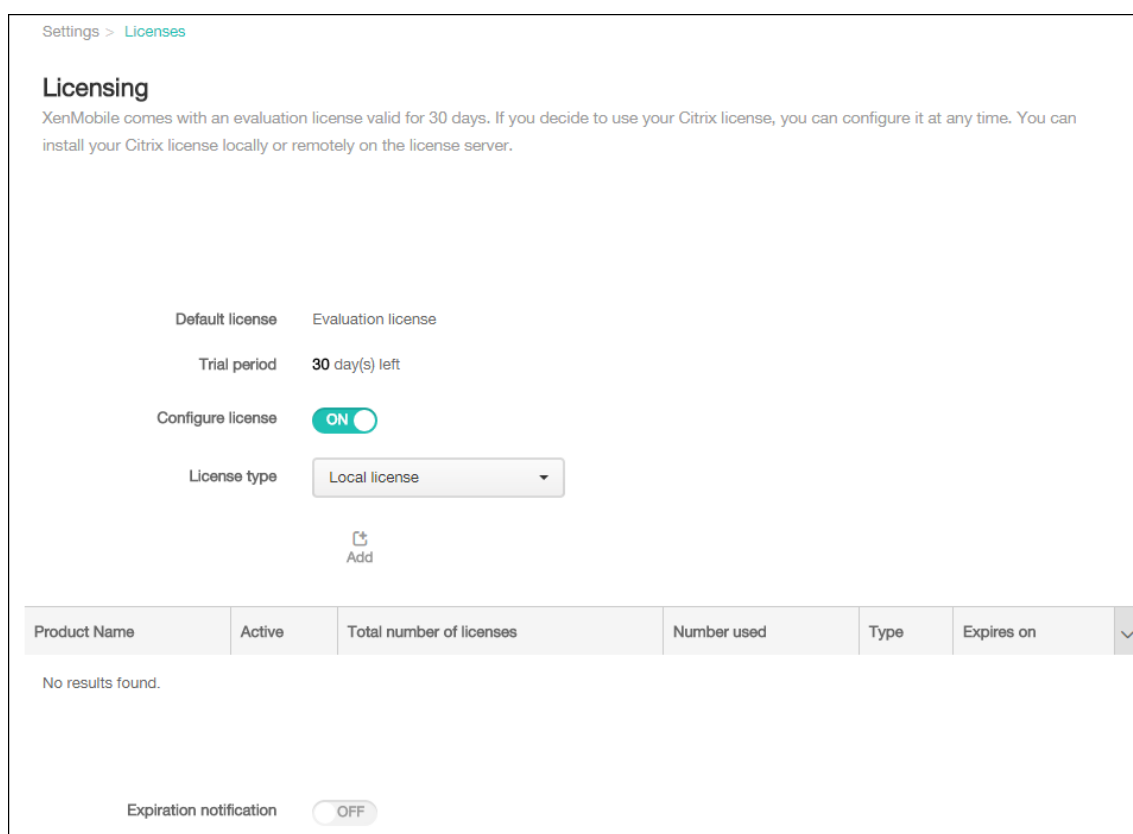 Settings > Licenses
Licensing
XenMobile comes with an evaluation license valid for 30 days. If you decide to use your Citrix license, you can configure it at any time. You can
install your Citrix license locally or remotely on the license server.
Default license Evaluation license
Trial period 30 day(s) left
Configure license ON
License type Local license
Add
Product Name Active Total number of licenses Number used Type Expires on
No results found.
Expiration notification OFF